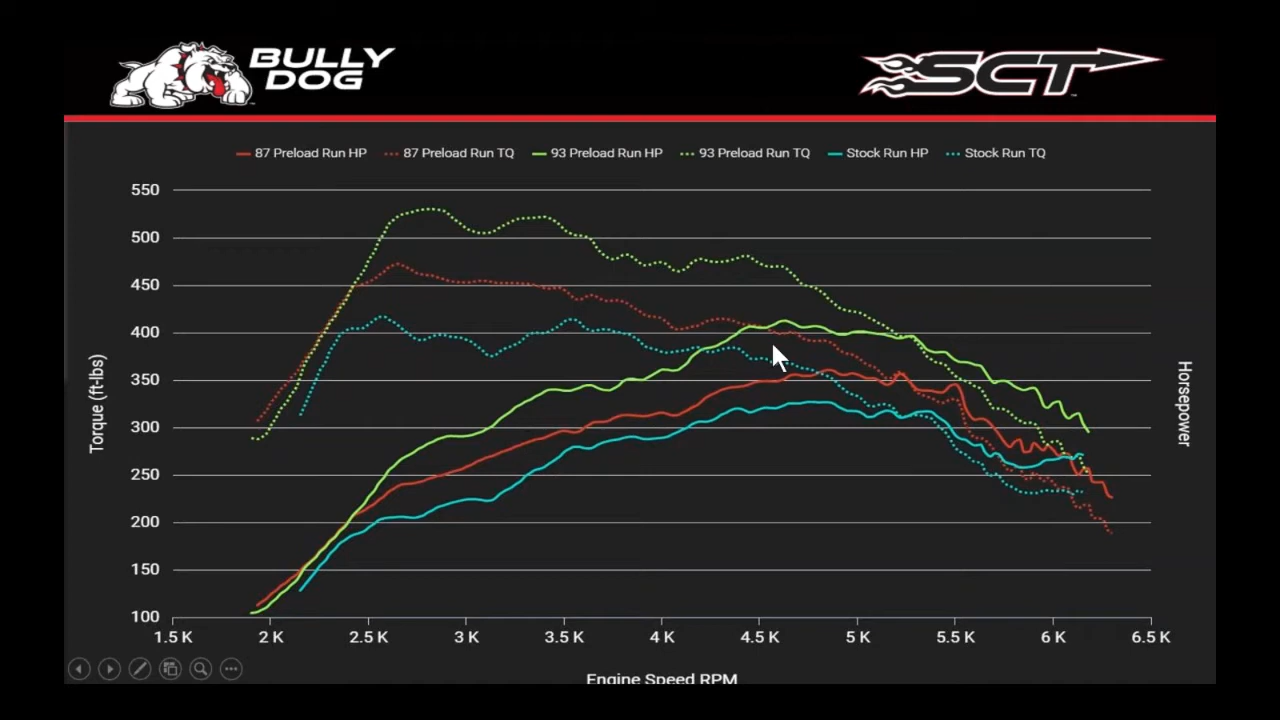 BULLY
DOG
SCT
87 Preload Run HP 87 Preload Run TQ 93 Preload Run HP 93 Preload Run TQ Stock Run HP Stock Run TQ
550
500
450
400
350
300
250
200
150
100
Torque (ft-lbs)
Horsepower
1.5 K 2 K 2.5 K 3 K 3.5 K 4 K 4.5 K 5 K 5.5 K 6 K 6.5 K
Engine Speed RPM